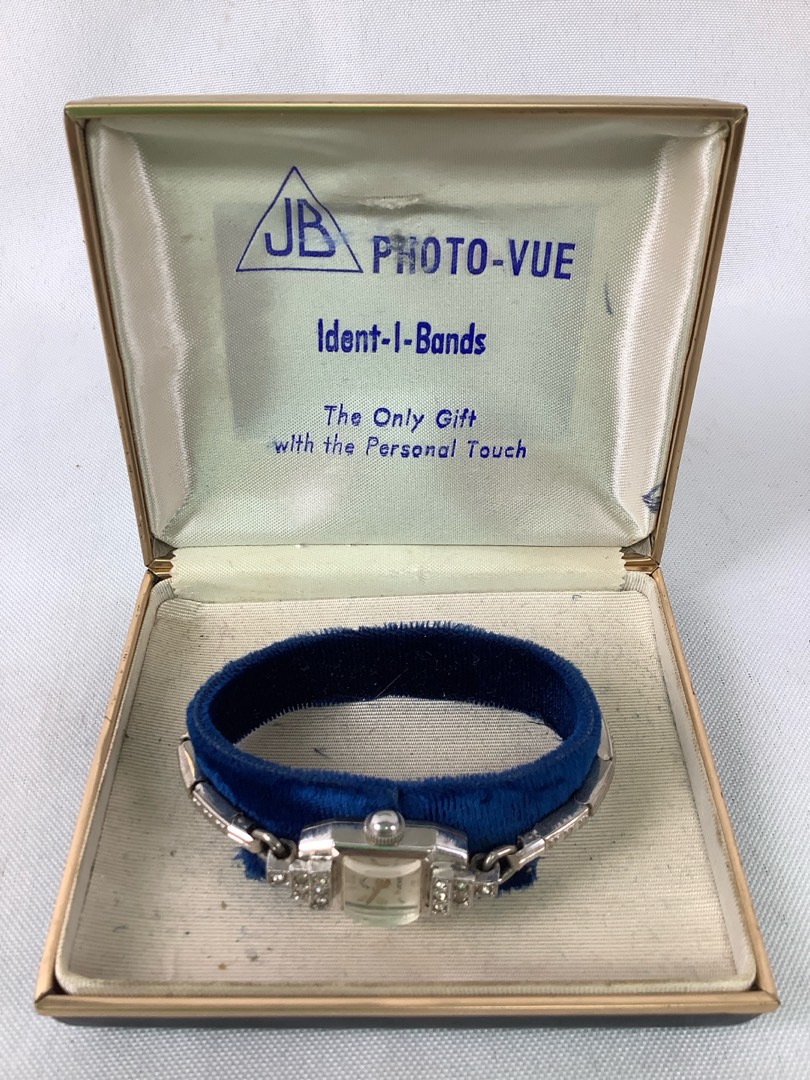 JB PHOTO-VUE
Ident-I-Bands
The Only Gift
with the Personal Touch